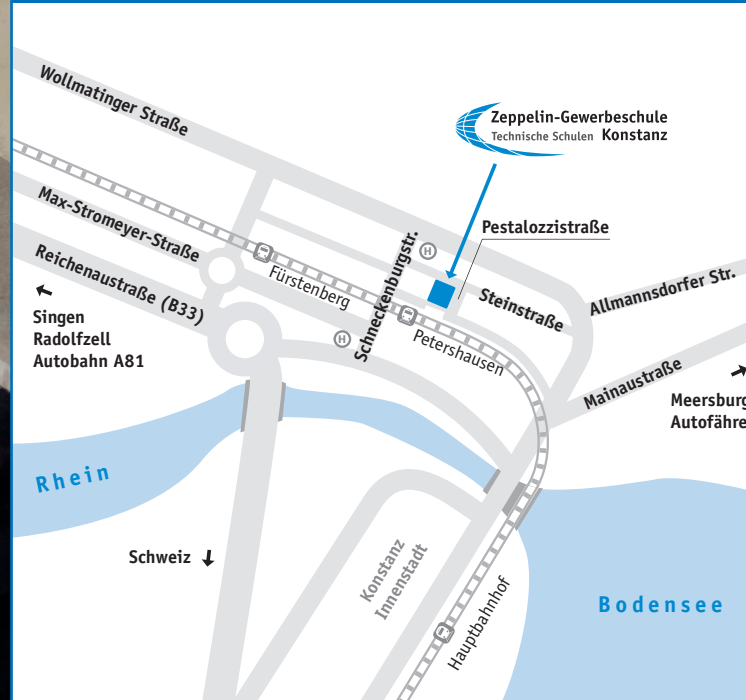 Wollmatinger Straße
Zeppelin-Gewerbeschule
Technische Schulen Konstanz
Max-Stromeyer-Straße
Schneckenburgstr.
H
Pestalozzistraße
Reichenaustraße (B33)
Fürstenberg
Steinstraße
Allmannsdorfer Str.
Singen
Radolfzell
Autobahn A81
H
Petershausen
Mainaustraße
Meersburg
Autofähre
Rhein
Schweiz
Konstanz
Innenstadt
Bodensee
Hauptbahnhof